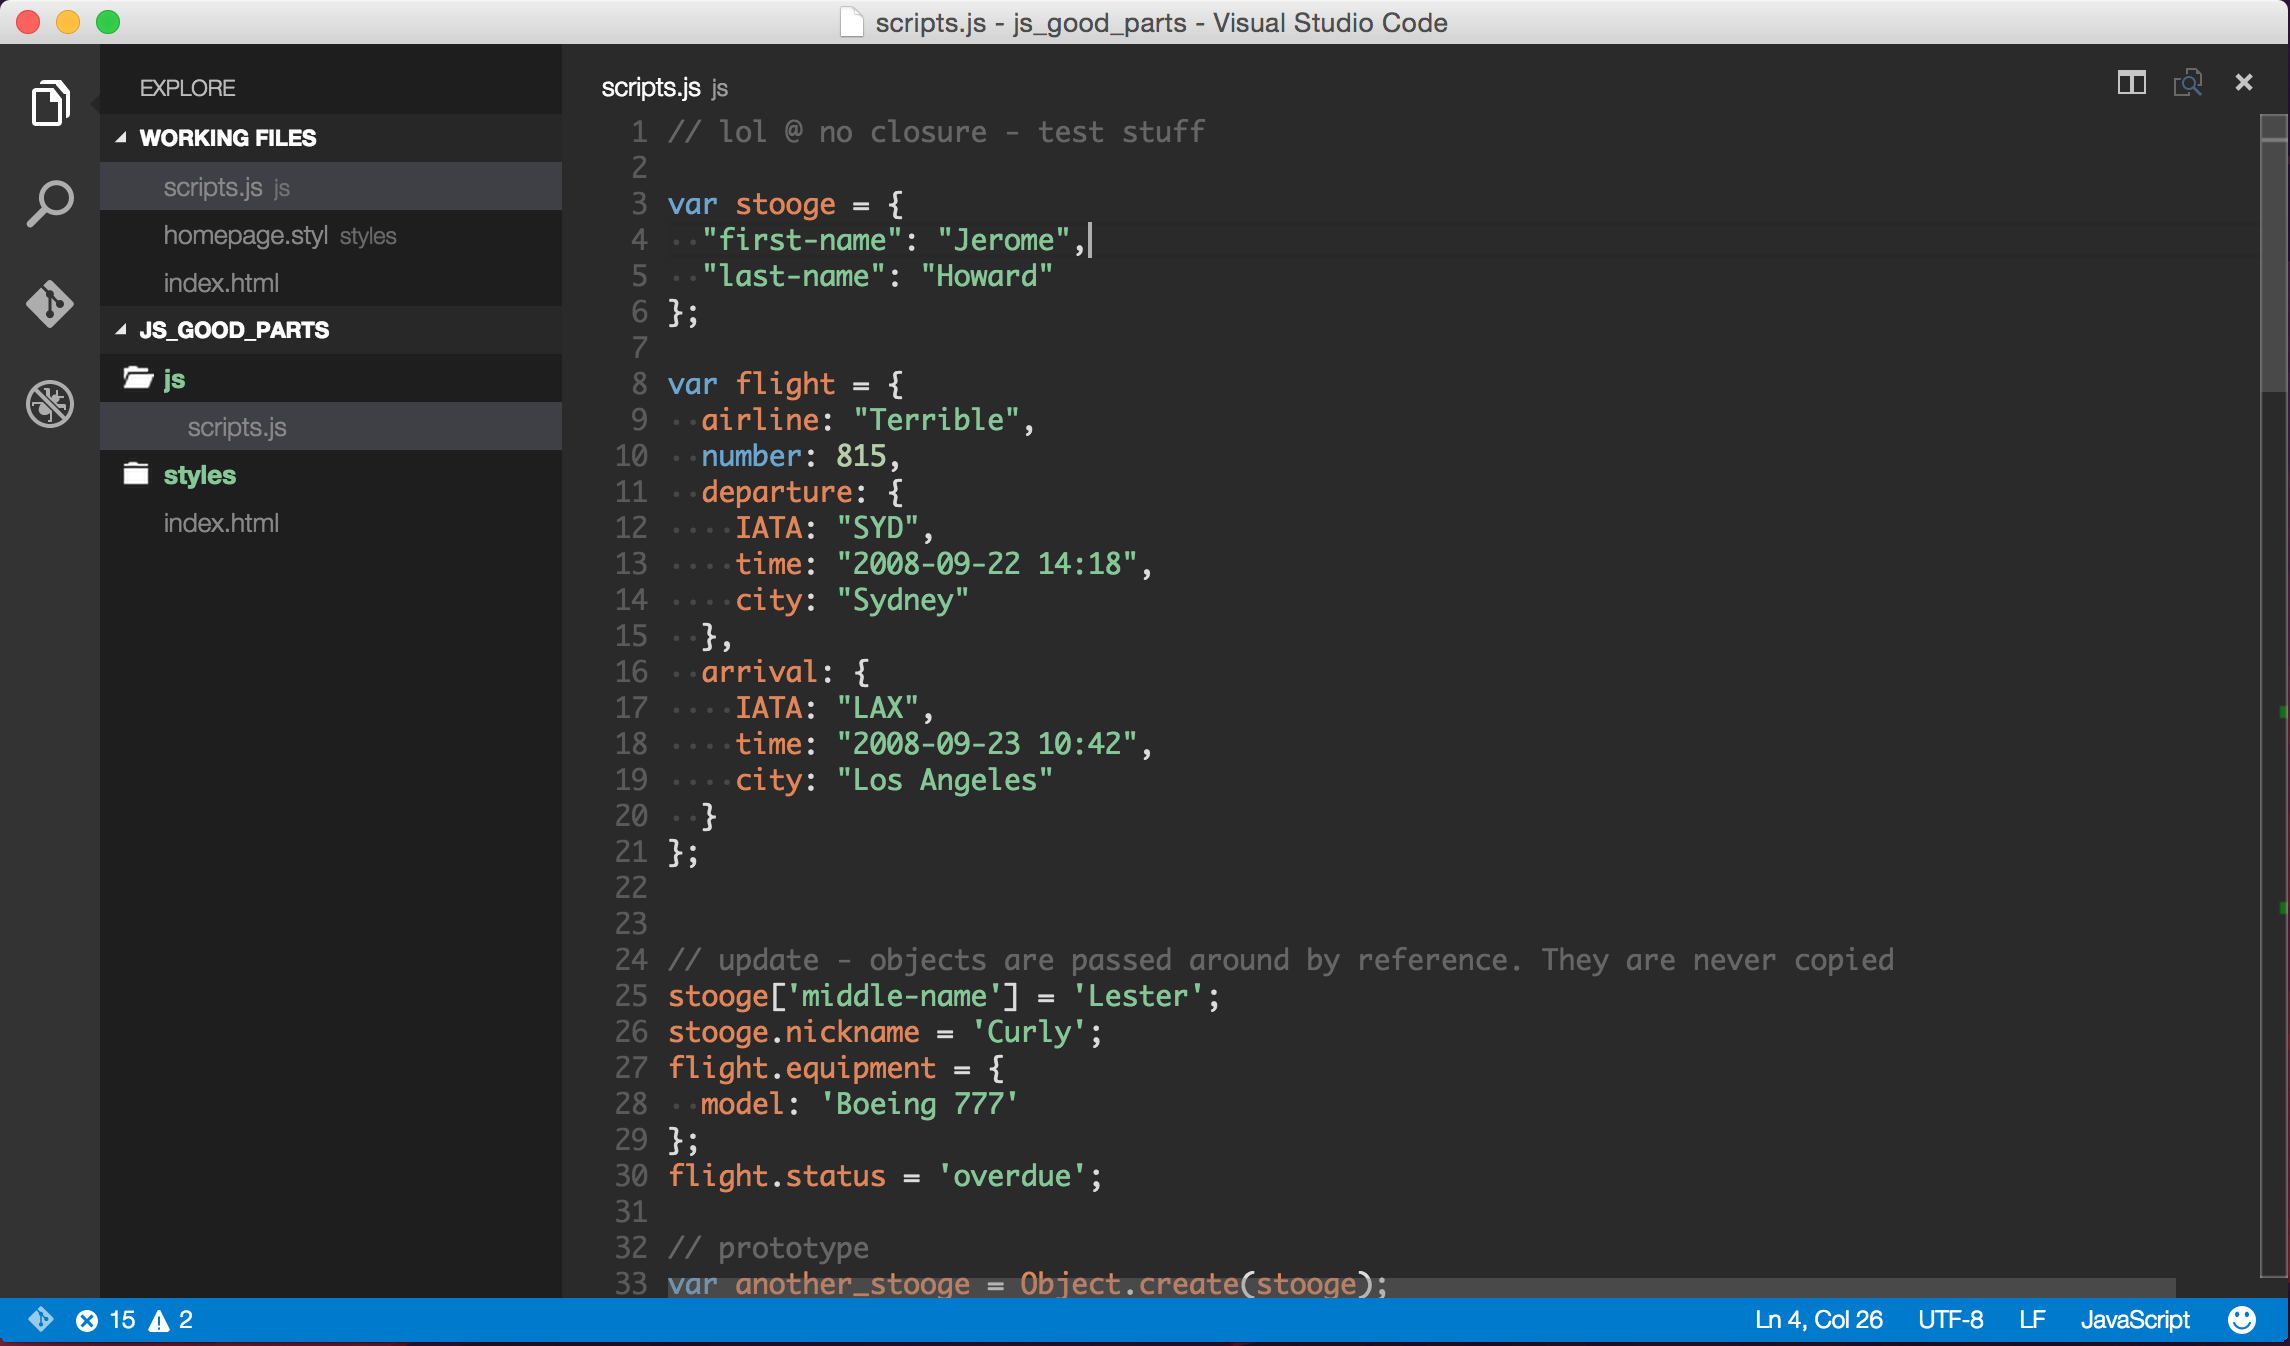 scripts.js - js_good_parts - Visual Studio Code
EXPLORE
WORKING FILES
scripts.js js
homepage.styl styles
index.html
JS_GOOD_PARTS
js
scripts.js
styles
index.html
scripts.js js
1 // lol @ no closure - test stuff
2
3 var stooge = {
4 ··"first-name": "Jerome",
5 ··"last-name": "Howard"
6 };
7
8 var flight = {
9 ··airline: "Terrible",
10 ··number: 815,
11 ··departure: {
12 ····IATA: "SYD",
13 ····time: "2008-09-22 14:18",
14 ····city: "Sydney"
15 ··},
16 ··arrival: {
17 ····IATA: "LAX",
18 ····time: "2008-09-23 10:42",
19 ····city: "Los Angeles"
20 ··}
21 };
22
23
24 // update - objects are passed around by reference. They are never copied
25 stooge['middle-name'] = 'Lester';
26 stooge.nickname = 'Curly';
27 flight.equipment = {
28 ··model: 'Boeing 777'
29 };
30 flight.status = 'overdue';
31
32 // prototype
33 var another_stooge = Object.create(stooge);
15 2
Ln 4, Col 26 UTF-8 LF JavaScript